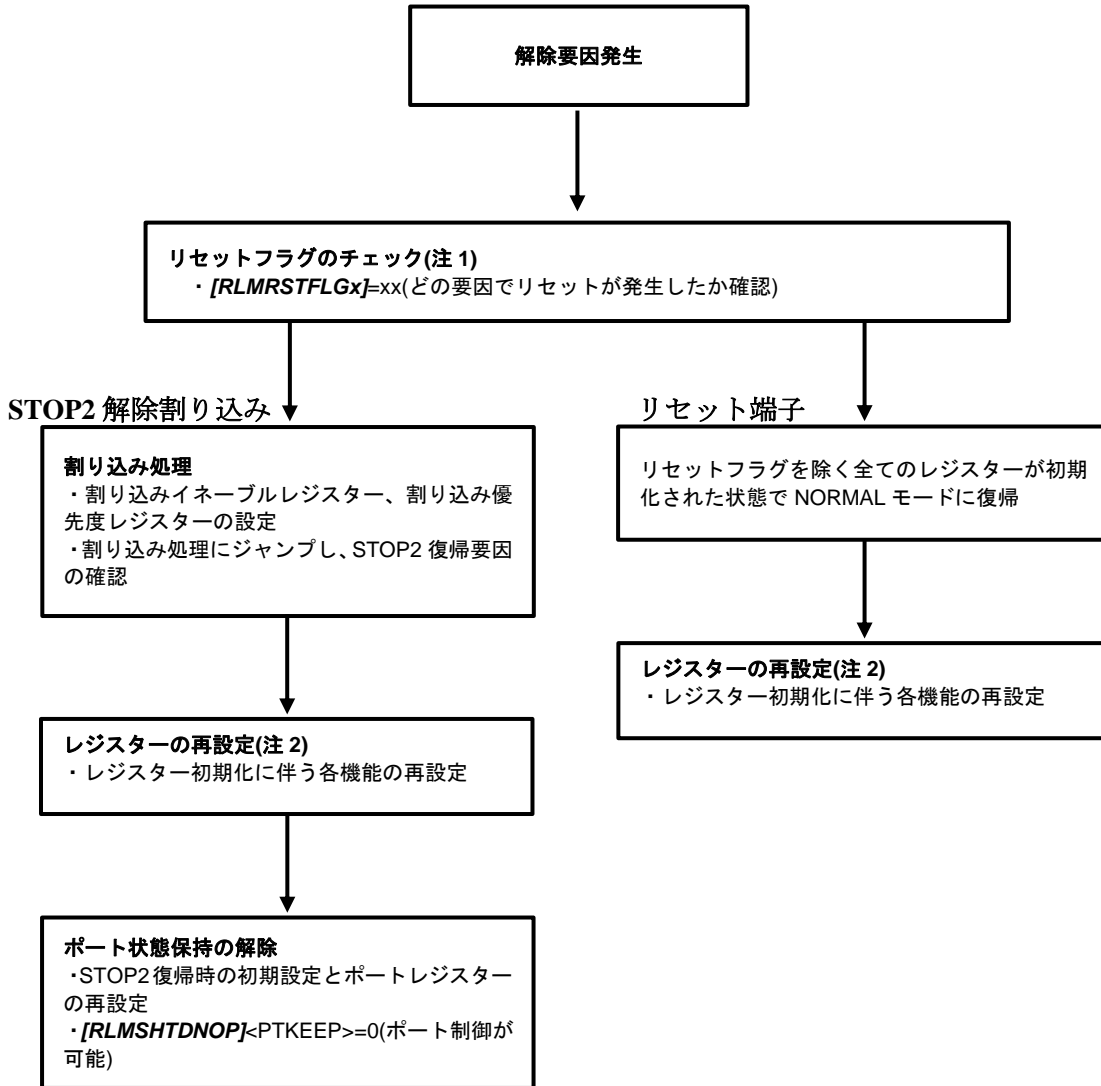 解除要因発生
リセットフラグのチェック(注 1)
・[RLMRSTFLGx]=xx(どの要因でリセットが発生したか確認)
STOP2 解除割り込み
割り込み処理
・割り込みイネーブルレジスター、割り込み優
先度レジスターの設定
・割り込み処理にジャンプし、STOP2 復帰要因
の確認
レジスターの再設定(注 2)
・レジスター初期化に伴う各機能の再設定
ポート状態保持の解除
・STOP2 復帰時の初期設定とポートレジスター
の再設定
・[RLMSHTDNOP]<PTKEEP>=0(ポート制御が
可能)
リセット端子
リセットフラグを除く全てのレジスターが初期
化された状態で NORMAL モードに復帰
レジスターの再設定(注 2)
・レジスター初期化に伴う各機能の再設定